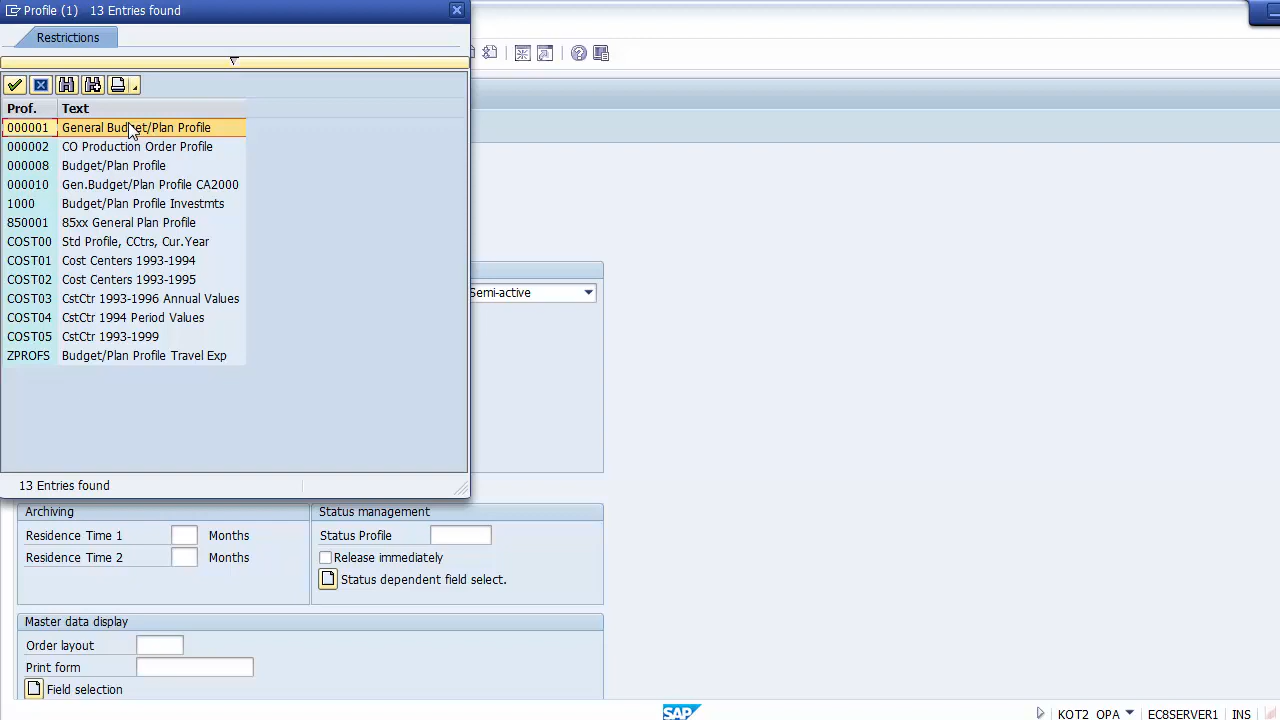 Profile (1) 13 Entries found
Restrictions
Prof. Text
000001 General Budget/Plan Profile
000002 CO Production Order Profile
000008 Budget/Plan Profile
000010 Gen.Budget/Plan Profile CA2000
1000 Budget/Plan Profile Investmts
850001 85xx General Plan Profile
COST00 Std Profile, CCtrs, Cur.Year
COST01 Cost Centers 1993-1994
COST02 Cost Centers 1993-1995
COST03 CstCtr 1993-1996 Annual Values
COST04 CstCtr 1994 Period Values
COST05 CstCtr 1993-1999
ZPROFS Budget/Plan Profile Travel Exp
13 Entries found
Semi-active
Archiving
Residence Time 1 Months
Residence Time 2 Months
Status management
Status Profile
Release immediately
Status dependent field select.
Master data display
Order layout
Print form
Field selection
SAP
KOT2 OPA EC8SERVER1 INS